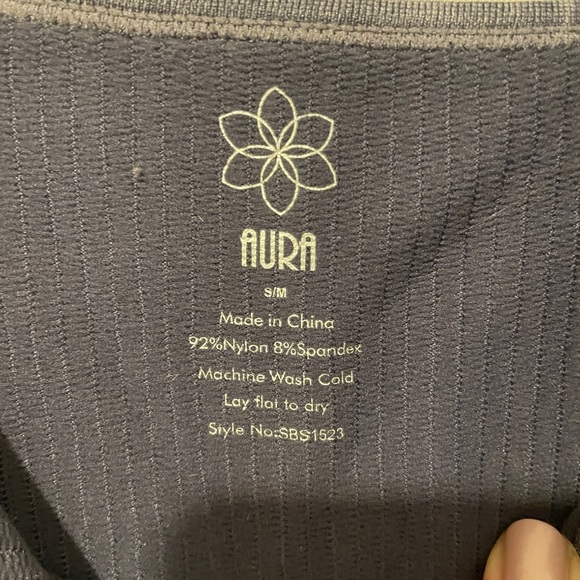 AURA
S/M
Made in China
92%Nylon 8%Spandex
Machine Wash Cold
Lay flat to dry
Style No:SBS1523